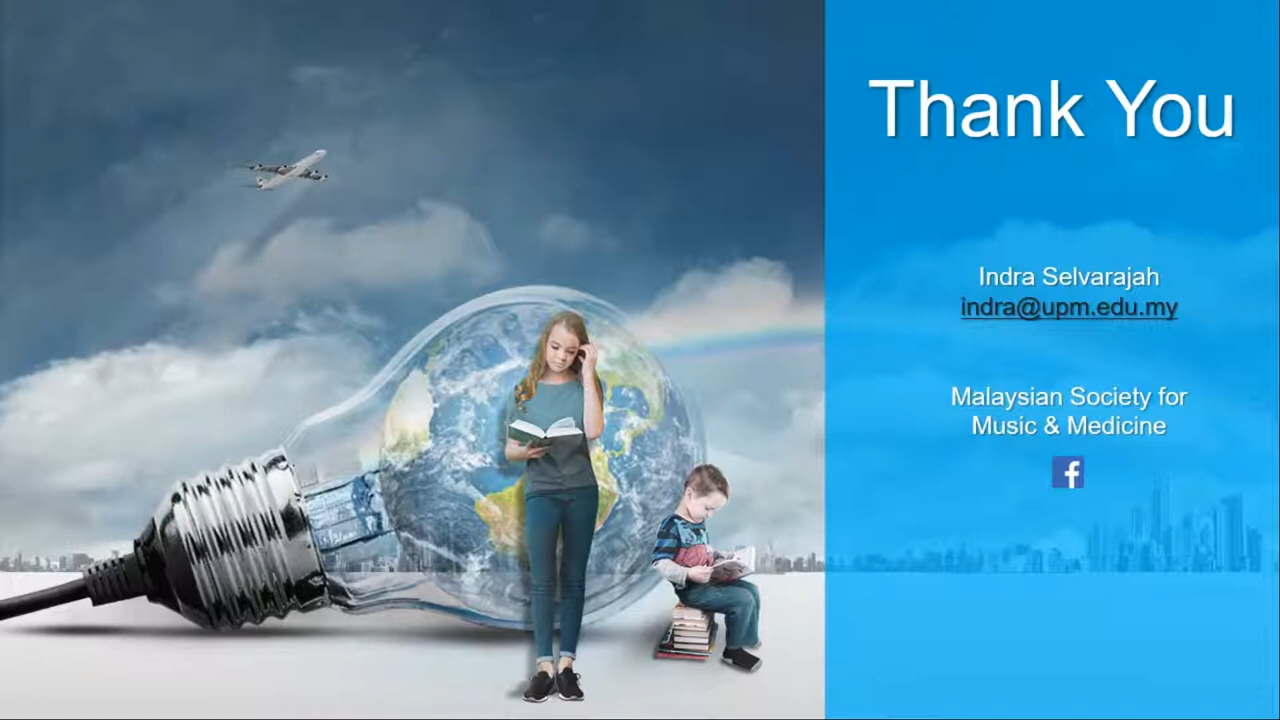 Thank You
Indra Selvarajah
indra@upm.edu.my
Malaysian Society for
Music & Medicine
f